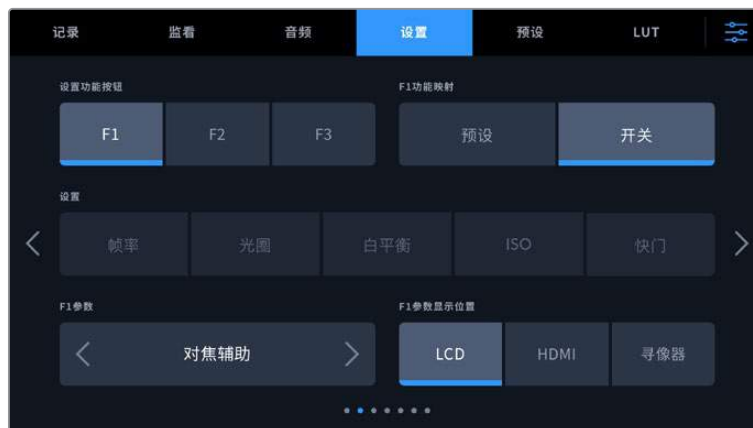 记录 监看 音频 设置 预设 LUT
设置功能按钮 F1功能映射
F1 F2 F3 预设 开关
设置
帧率 光圈 白平衡 ISO 快门
F1参数 F1参数显示位置
对焦辅助 LCD HDMI 寻像器